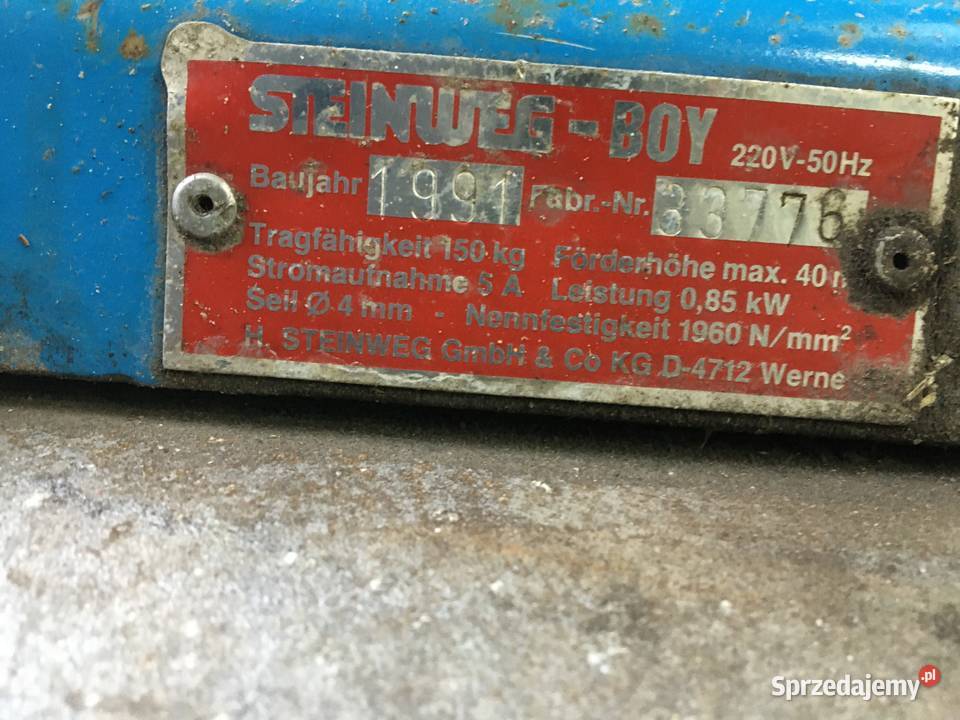 STEINWEG-BOY 220V-50Hz
Baujahr 1991 Fabr.-Nr. 33776
Tragfähigkeit 150 kg Förderhöhe max. 40 m
Stromaufnahme 5 A Leistung 0,85 kW
Seil Ø 4 mm - Nennfestigkeit 1960 N/mm²
H. STEINWEG GmbH & Co KG D-4712 Werne
Sprzedajemy.pl